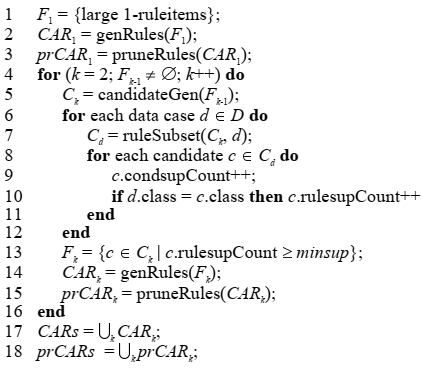 1 F₁ = {large 1-ruleitems};
2 CAR₁ = genRules(F₁);
3 prCAR₁ = pruneRules(CAR₁);
4 for (k = 2; Fₖ₋₁ ≠ ∅; k++) do
5 Cₖ = candidateGen(Fₖ₋₁);
6 for each data case d ∈ D do
7 C_d = ruleSubset(Cₖ, d);
8 for each candidate c ∈ C_d do
9 c.condsupCount++;
10 if d.class = c.class then c.rulesupCount++
11 end
12 end
13 Fₖ = {c ∈ Cₖ | c.rulesupCount ≥ minsup};
14 CARₖ = genRules(Fₖ);
15 prCARₖ = pruneRules(CARₖ);
16 end
17 CARs = ⋃ₖ CARₖ;
18 prCARs = ⋃ₖ prCARₖ;